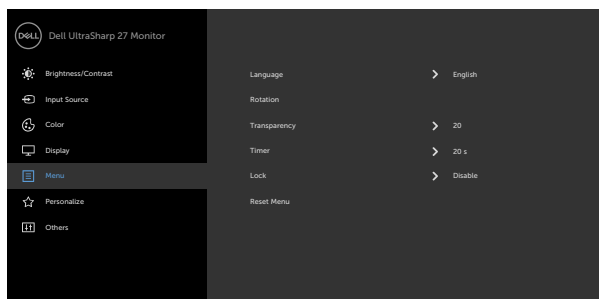 DELL Dell UltraSharp 27 Monitor
Brightness/Contrast
Input Source
Color
Display
Menu
Personalize
Others
Language > English
Rotation
Transparency > 20
Timer > 20 s
Lock > Disable
Reset Menu